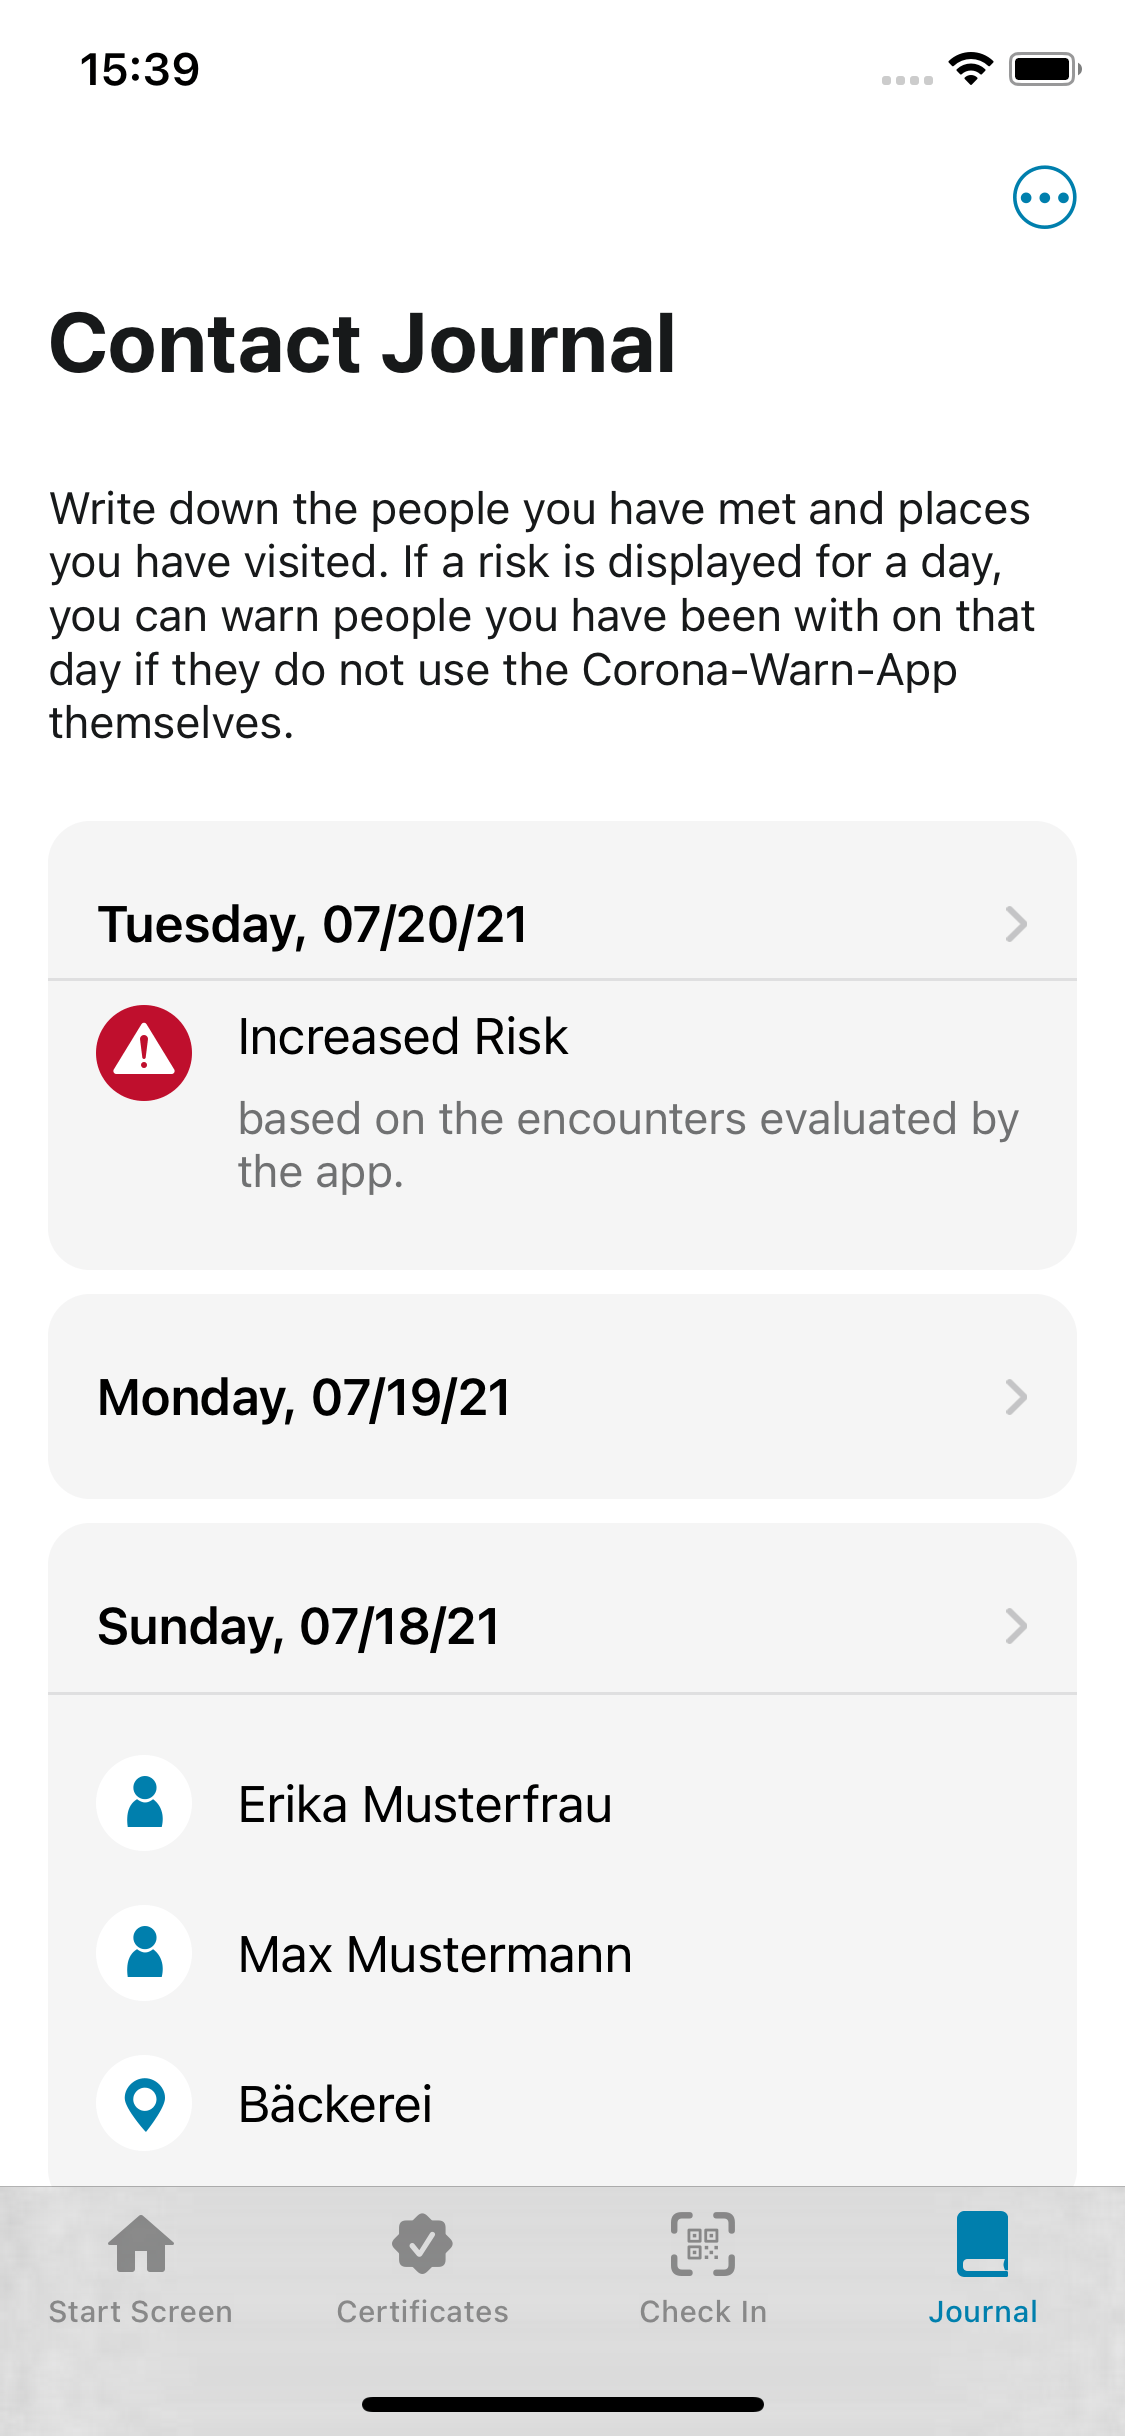 15:39
Contact Journal
Write down the people you have met and places
you have visited. If a risk is displayed for a day,
you can warn people you have been with on that
day if they do not use the Corona-Warn-App
themselves.
Tuesday, 07/20/21
Increased Risk
based on the encounters evaluated by
the app.
Monday, 07/19/21
Sunday, 07/18/21
Erika Musterfrau
Max Mustermann
Bäckerei
Start Screen
Certificates
Check In
Journal